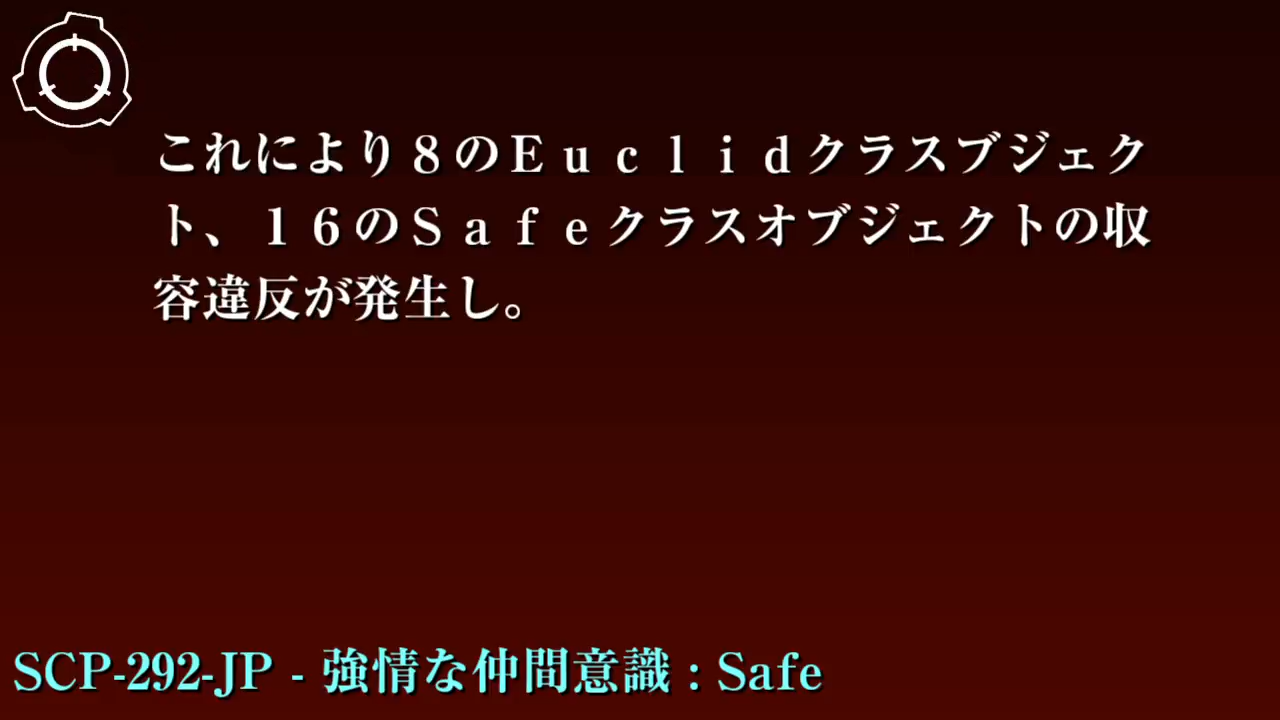 これにより８のＥｕｃｌｉｄクラスブジェク
ト、１６のＳａｆｅクラスオブジェクトの収
容違反が発生し。
SCP-292-JP - 強情な仲間意識：Safe